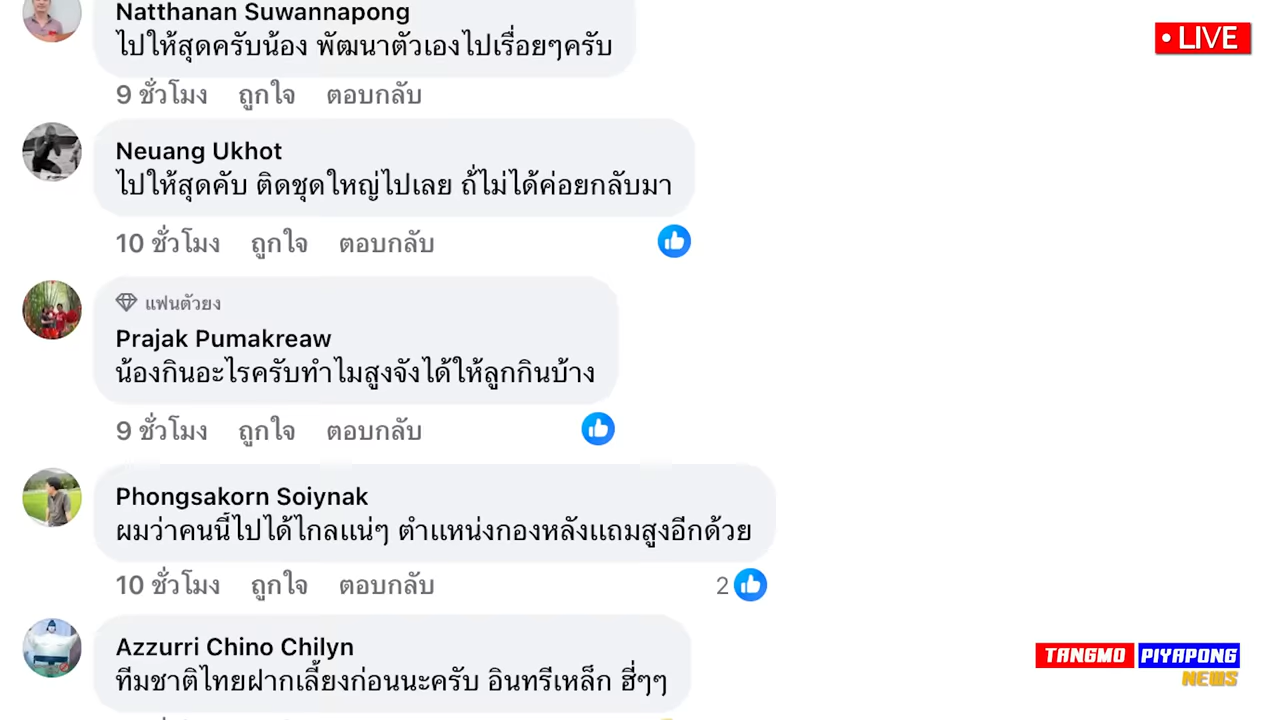 Natthanan Suwannapong
ไปให้สุดครับน้อง พัฒนาตัวเองไปเรื่อยๆครับ
9 ชั่วโมง ถูกใจ ตอบกลับ
• LIVE
Neuang Ukhot
ไปให้สุดคับ ติดชุดใหญ่ไปเลย ถ้่ไม่ได้ค่อยกลับมา
10 ชั่วโมง ถูกใจ ตอบกลับ
แฟนตัวยง
Prajak Pumakreaw
น้องกินอะไรครับทำไมสูงจังได้ให้ลูกกินบ้าง
9 ชั่วโมง ถูกใจ ตอบกลับ
Phongsakorn Soiynak
ผมว่าคนนี้ไปได้ไกลแน่ๆ ตำแหน่งกองหลังแถมสูงอีกด้วย
10 ชั่วโมง ถูกใจ ตอบกลับ 2
Azzurri Chino Chilyn
ทีมชาติไทยฝากเลี้ยงก่อนนะครับ อินทรีเหล็ก ฮี่ๆๆ
TANGMO PIYAPONG
NEWS